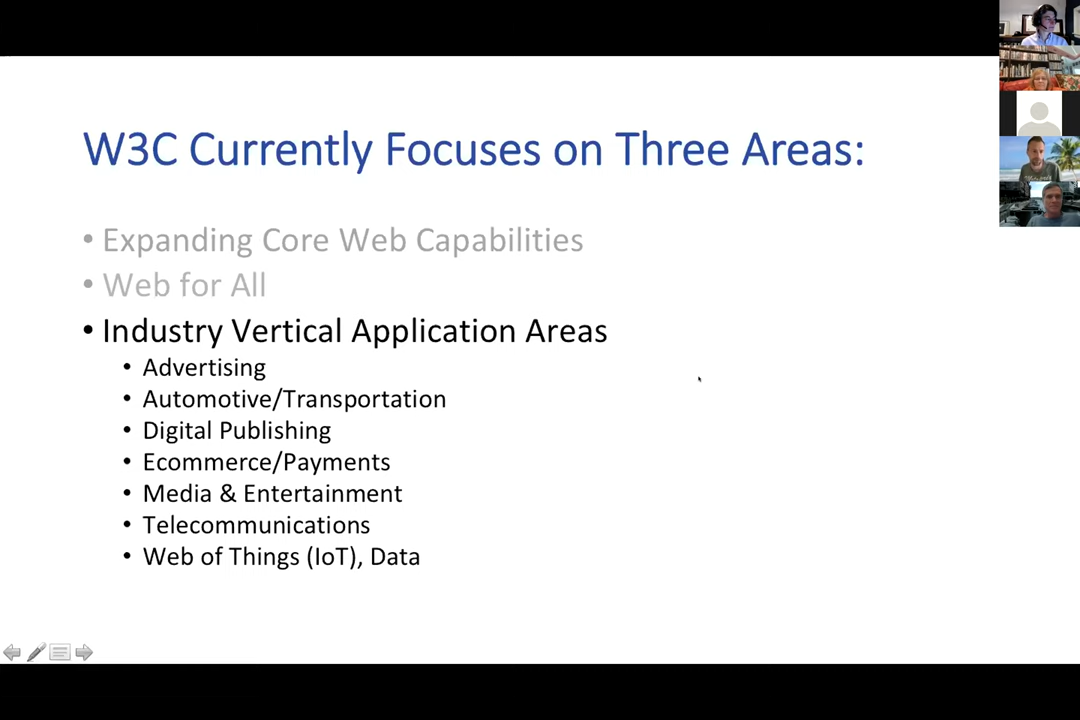 W3C Currently Focuses on Three Areas:
• Expanding Core Web Capabilities
• Web for All
• Industry Vertical Application Areas
• Advertising
• Automotive/Transportation
• Digital Publishing
• Ecommerce/Payments
• Media & Entertainment
• Telecommunications
• Web of Things (IoT), Data